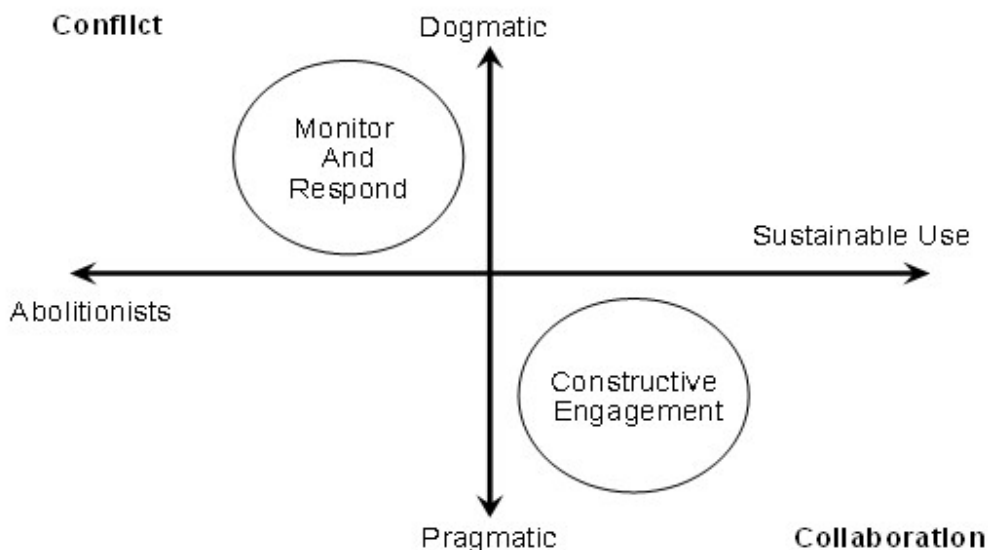 Conflict
Dogmatic
Monitor
And
Respond
Sustainable Use
Abolitionists
Constructive
Engagement
Pragmatic
Collaboration